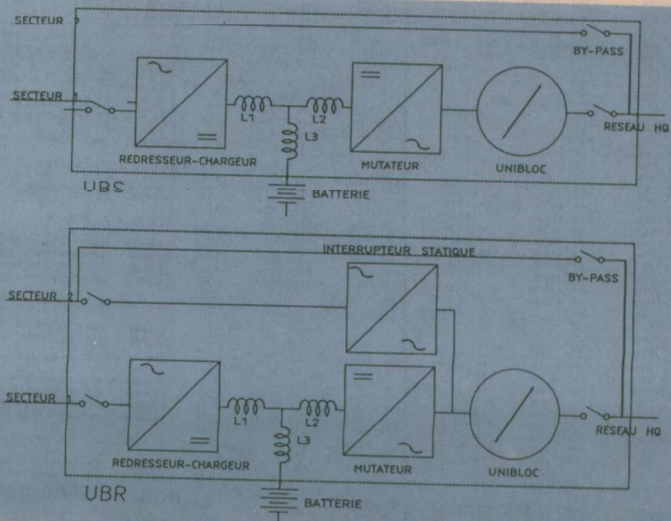 SECTEUR 2
BY-PASS
SECTEUR 1
L1
L2
L3
RESEAU HQ
REDRESSEUR-CHARGEUR
MUTATEUR
UNIBLOC
UBS
BATTERIE
INTERRUPTEUR STATIQUE
BY-PASS
SECTEUR 2
SECTEUR 1
L1
L2
L3
RESEAU HQ
REDRESSEUR-CHARGEUR
MUTATEUR
UNIBLOC
UBR
BATTERIE